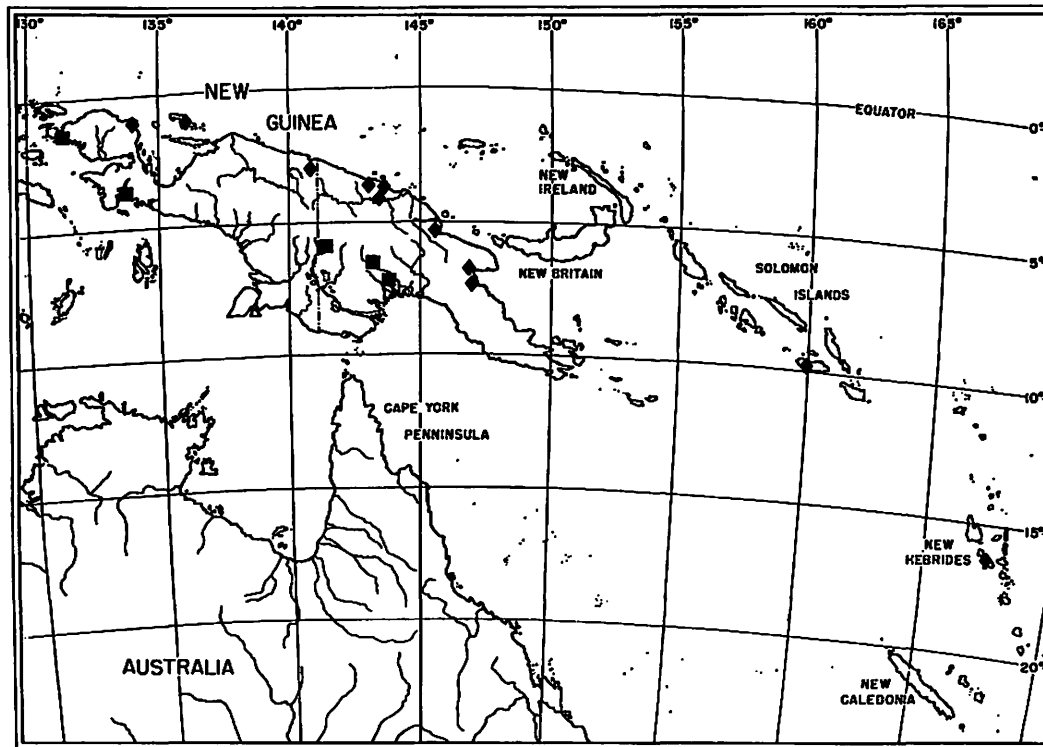 130° 135° 140° 145° 150° 155° 160° 165°
NEW
GUINEA
EQUATOR
0°
NEW
IRELAND
NEW BRITAIN
5°
SOLOMON
ISLANDS
CAPE YORK
PENNINSULA
10°
15°
NEW
HEBRIDES
AUSTRALIA
20°
NEW
CALEDONIA